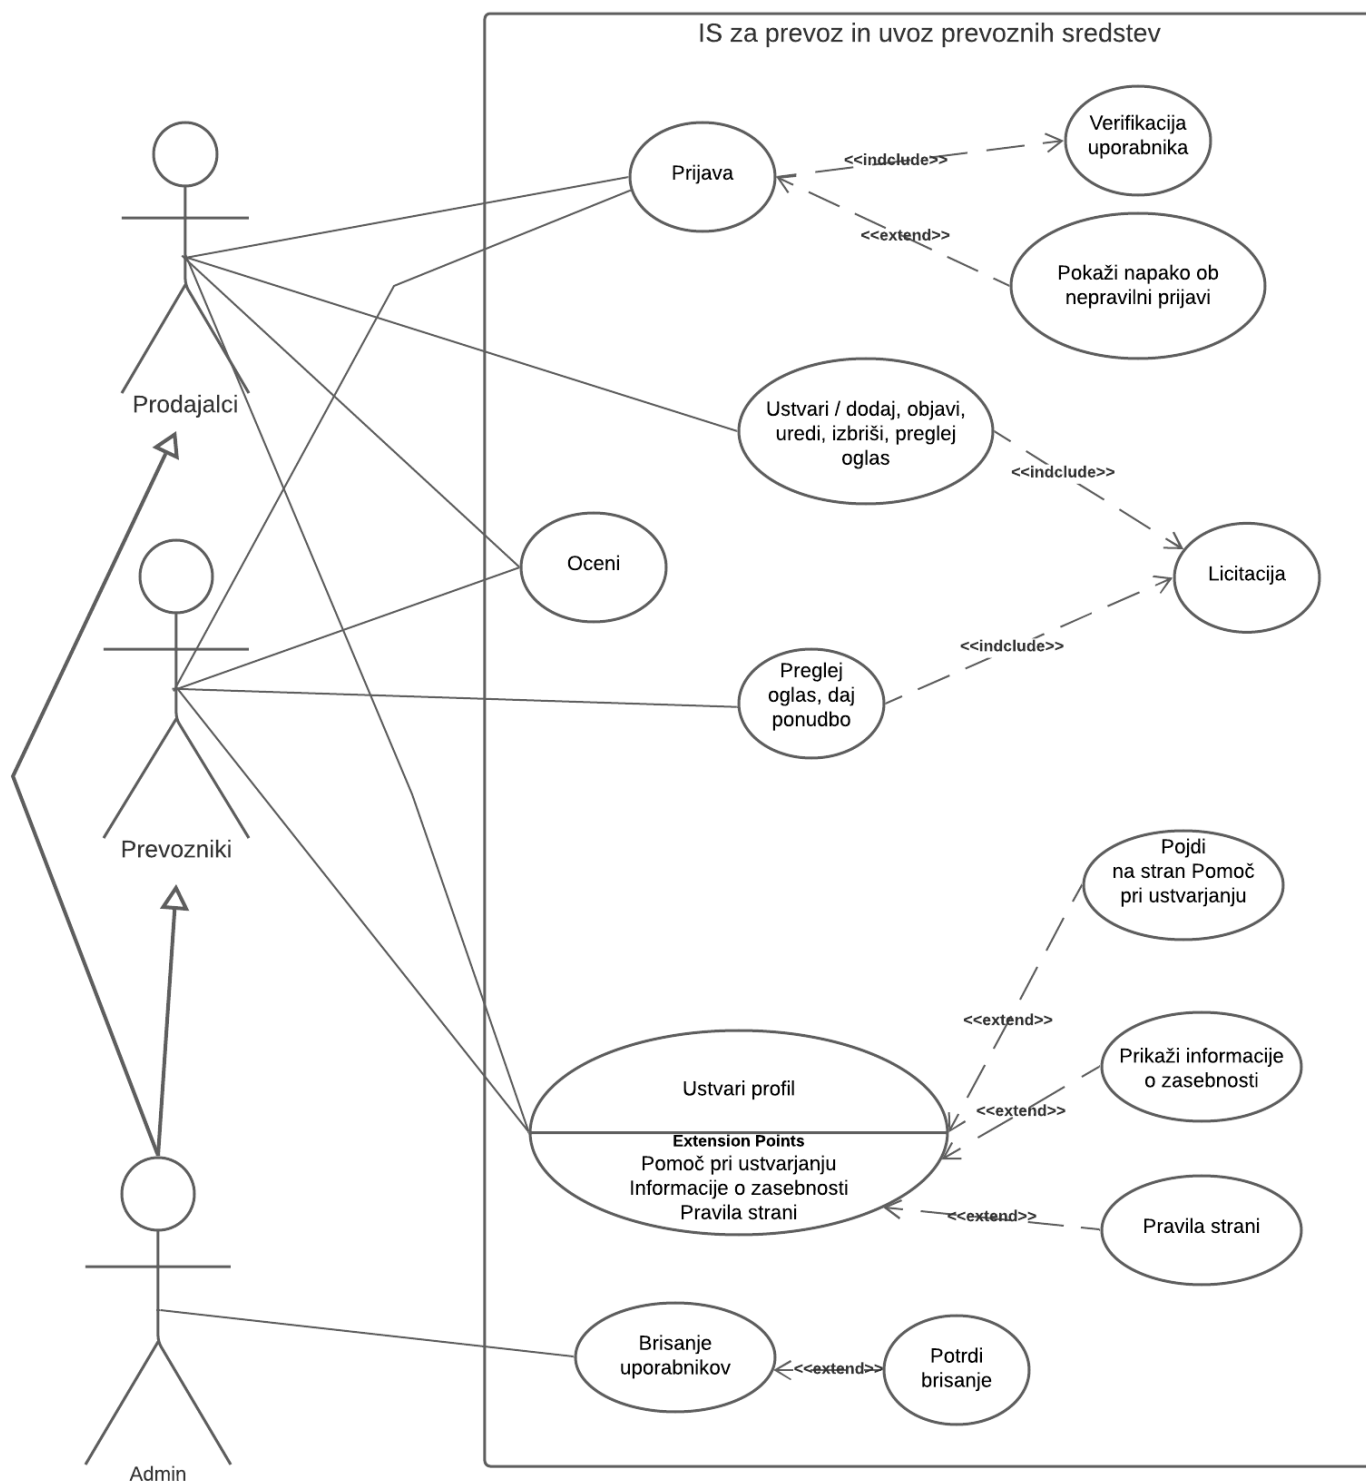 IS za prevoz in uvoz prevoznih sredstev
Prijava
<<indclude>>
Verifikacija
uporabnika
<<extend>>
Pokaži napako ob
nepravilni prijavi
Prodajalci
Ustvari / dodaj, objavi,
uredi, izbriši, preglej
oglas
<<indclude>>
Oceni
Licitacija
<<indclude>>
Preglej
oglas, daj
ponudbo
Prevozniki
Pojdi
na stran Pomoč
pri ustvarjanju
<<extend>>
Prikaži informacije
o zasebnosti
<<extend>>
Ustvari profil
Extension Points
Pomoč pri ustvarjanju
Informacije o zasebnosti
Pravila strani
<<extend>>
Pravila strani
Brisanje
uporabnikov
<<extend>>
Potrdi
brisanje
Admin